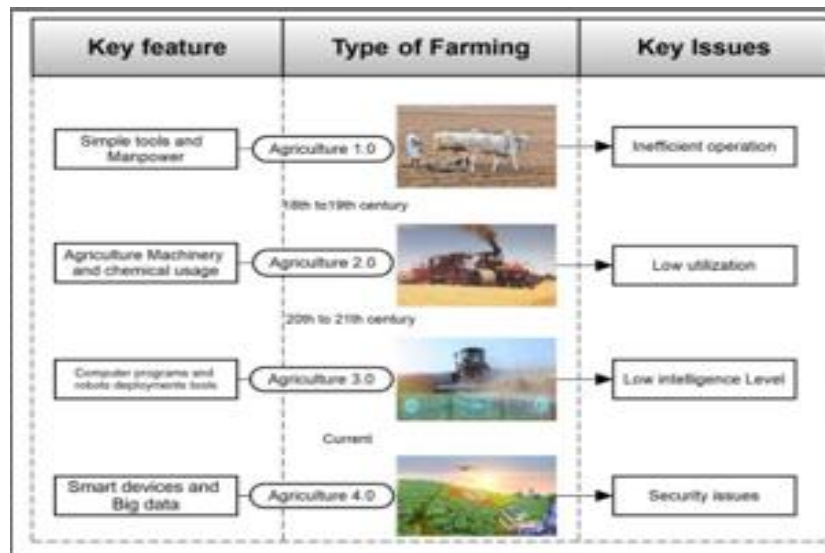 Key feature
Type of Farming
Key Issues
Simple tools and
Manpower
Agriculture 1.0
Inefficient operation
18th to19th century
Agriculture Machinery
and chemical usage
Agriculture 2.0
Low utilization
20th to 21th century
Computer programs and
robots deployments tools
Agriculture 3.0
Low intelligence Level
Current
Smart devices and
Big data
Agriculture 4.0
Security issues